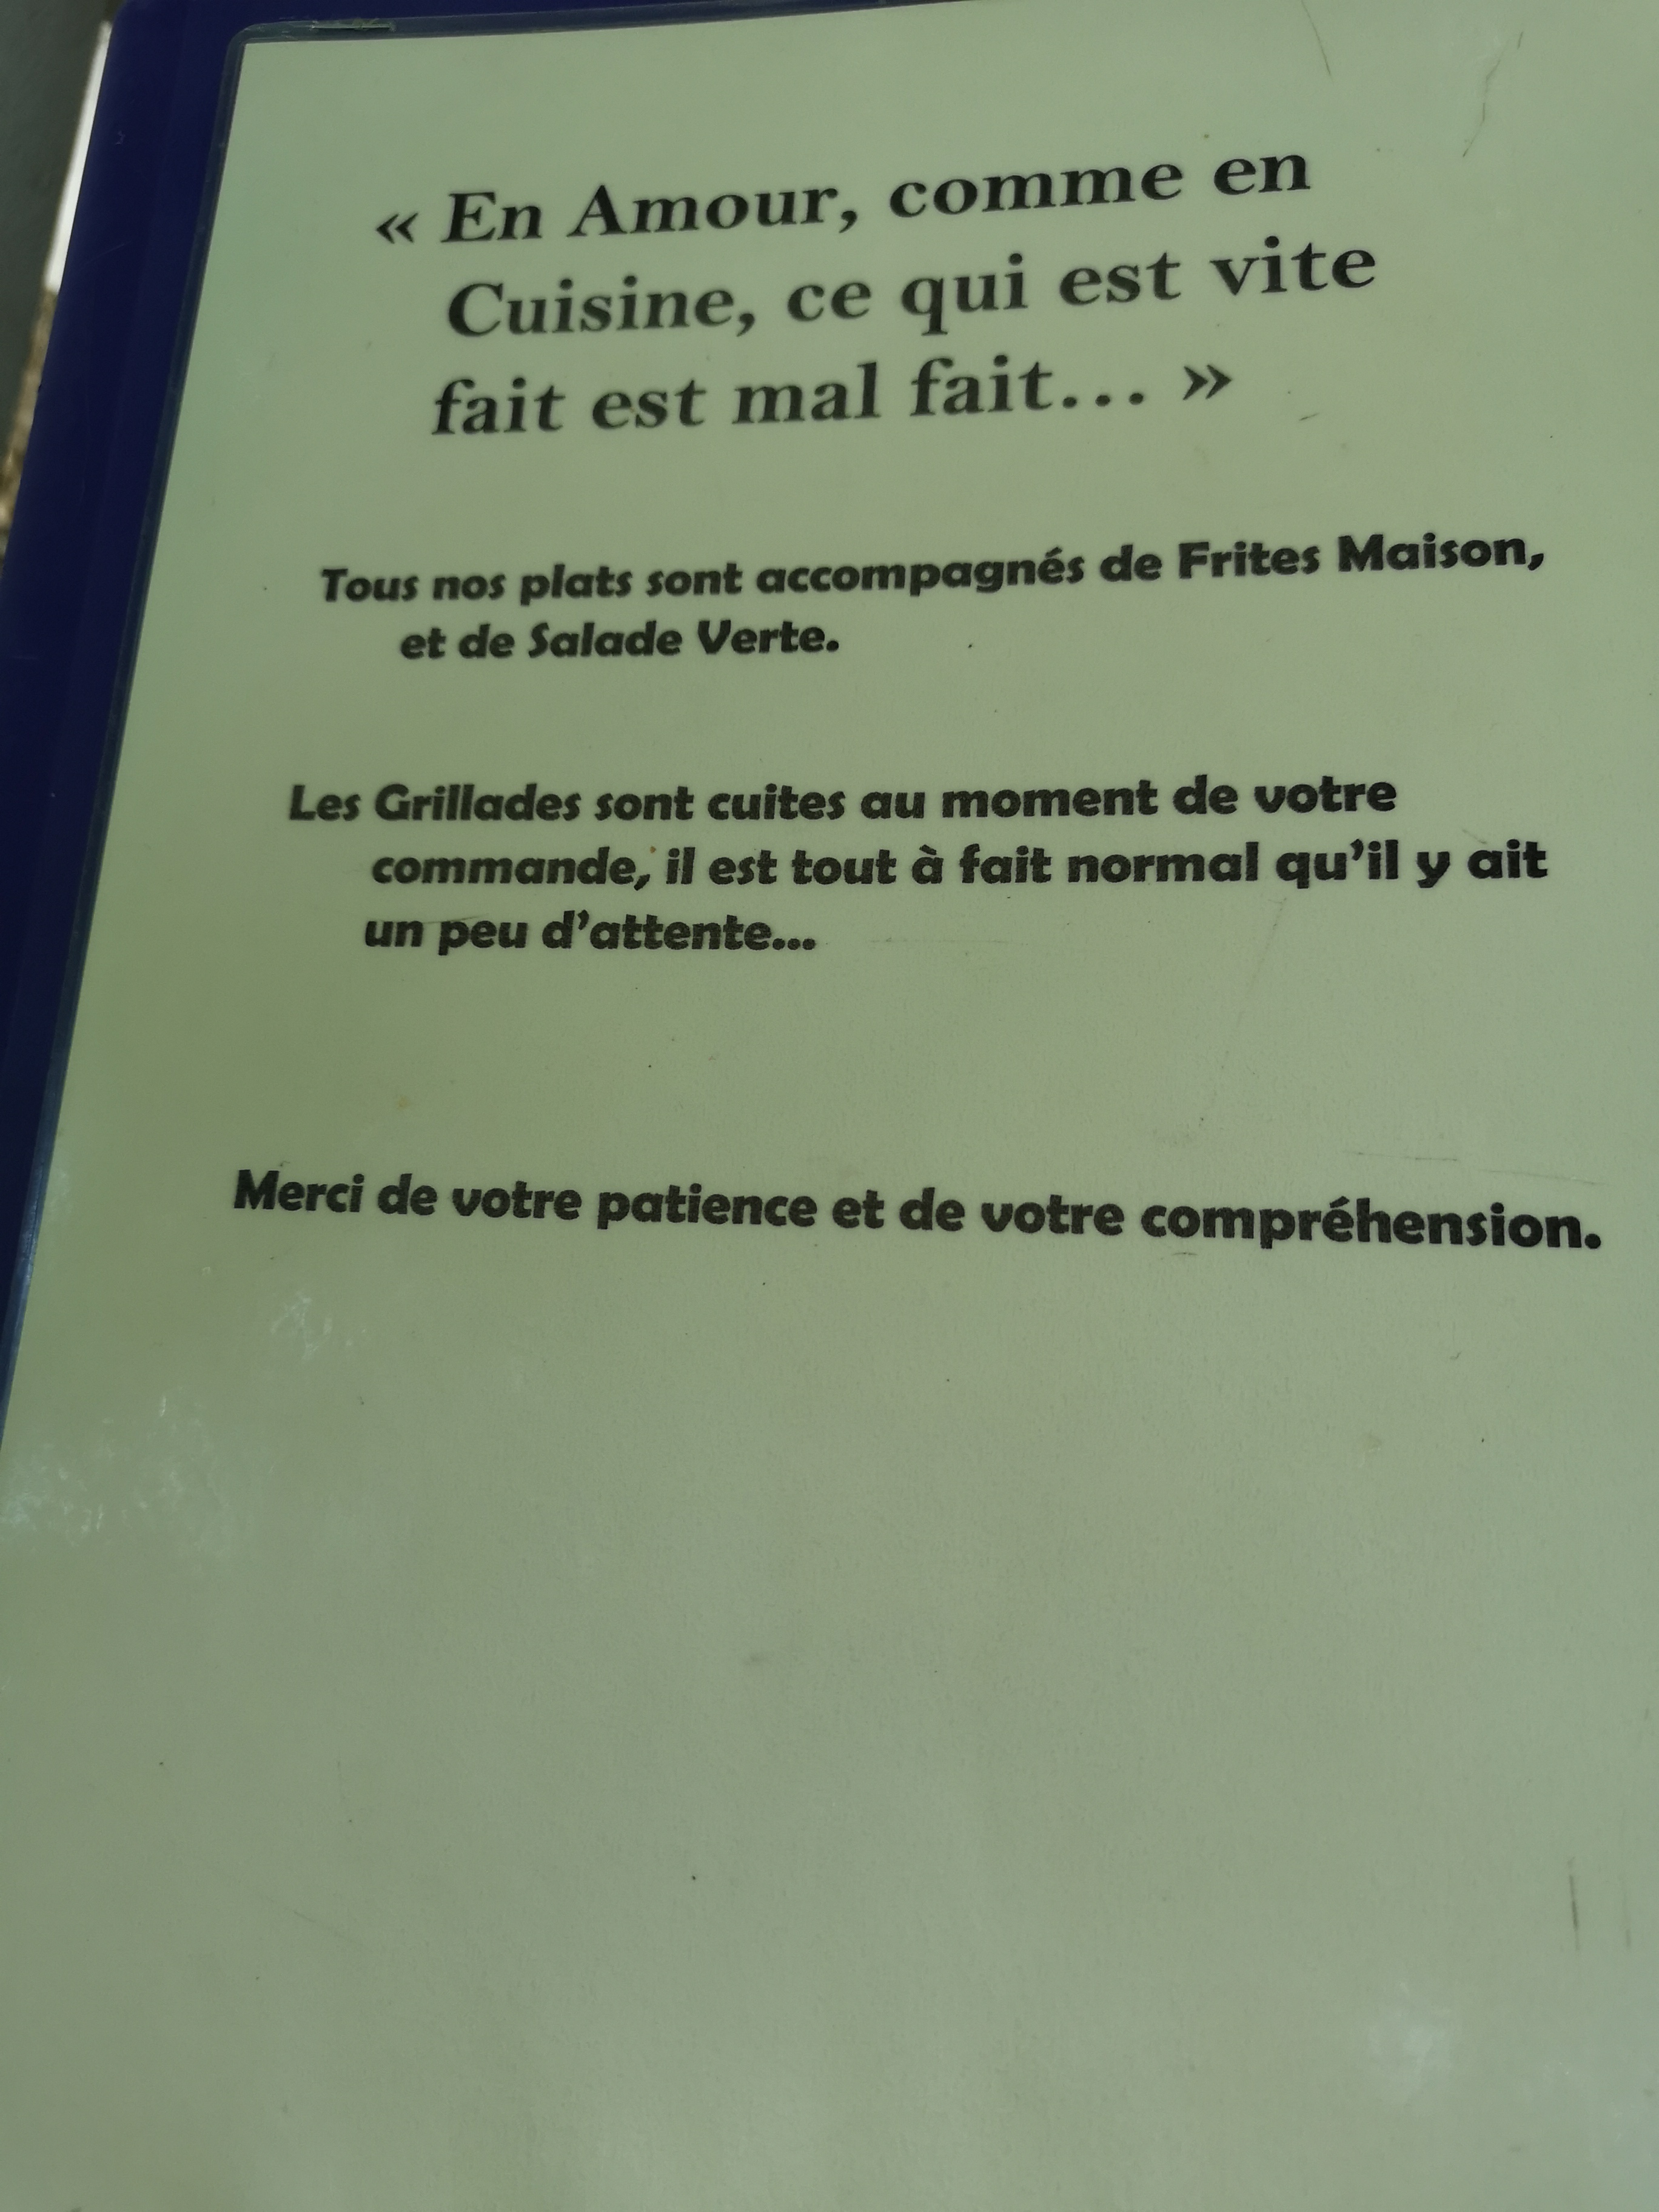 « En Amour, comme en
Cuisine, ce qui est vite
fait est mal fait… »
Tous nos plats sont accompagnés de Frites Maison,
et de Salade Verte.
Les Grillades sont cuites au moment de votre
commande, il est tout à fait normal qu’il y ait
un peu d’attente…
Merci de votre patience et de votre compréhension.